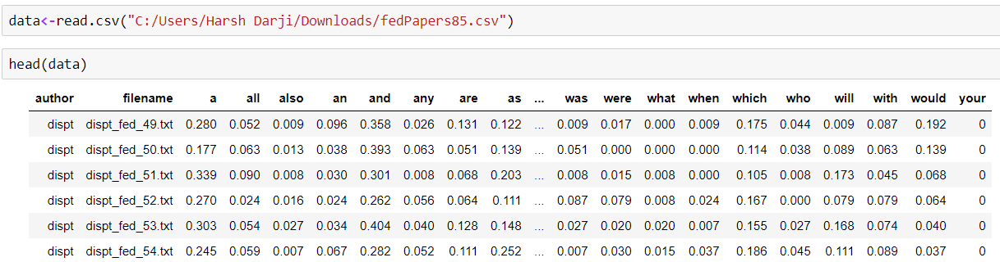 data<-read.csv("C:/Users/Harsh Darji/Downloads/fedPapers85.csv")
head(data)
author filename a all also an and any are as ... was were what when which who will with would your
dispt dispt_fed_49.txt 0.280 0.052 0.009 0.096 0.358 0.026 0.131 0.122 ... 0.009 0.017 0.000 0.009 0.175 0.044 0.009 0.087 0.192 0
dispt dispt_fed_50.txt 0.177 0.063 0.013 0.038 0.393 0.063 0.051 0.139 ... 0.051 0.000 0.000 0.000 0.114 0.038 0.089 0.063 0.139 0
dispt dispt_fed_51.txt 0.339 0.090 0.008 0.030 0.301 0.008 0.068 0.203 ... 0.008 0.015 0.008 0.000 0.105 0.008 0.173 0.045 0.068 0
dispt dispt_fed_52.txt 0.270 0.024 0.016 0.024 0.262 0.056 0.064 0.111 ... 0.087 0.079 0.008 0.024 0.167 0.000 0.079 0.079 0.064 0
dispt dispt_fed_53.txt 0.303 0.054 0.027 0.034 0.404 0.040 0.128 0.148 ... 0.027 0.020 0.020 0.007 0.155 0.027 0.168 0.074 0.040 0
dispt dispt_fed_54.txt 0.245 0.059 0.007 0.067 0.282 0.052 0.111 0.252 ... 0.007 0.030 0.015 0.037 0.186 0.045 0.111 0.089 0.037 0